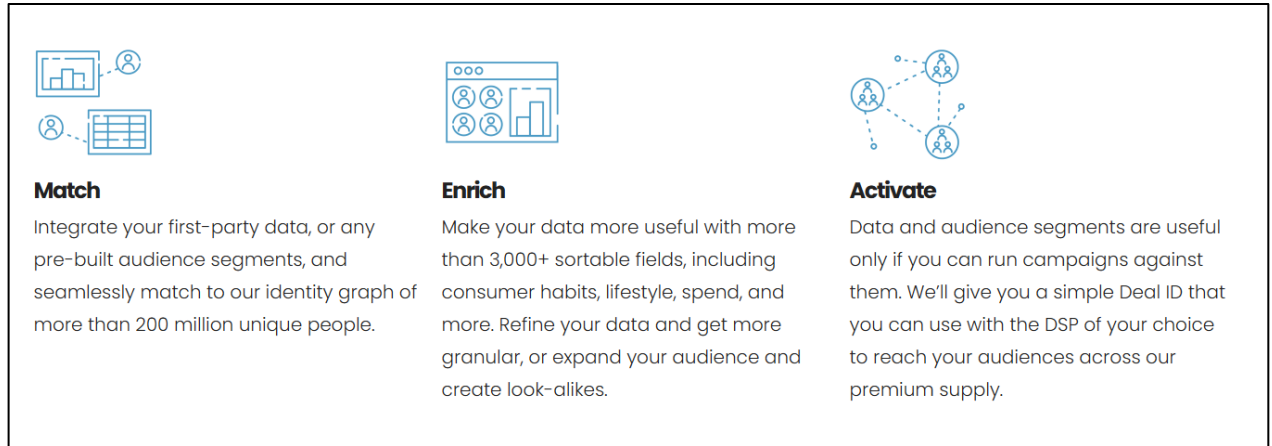 Match
Integrate your first-party data, or any
pre-built audience segments, and
seamlessly match to our identity graph of
more than 200 million unique people.
Enrich
Make your data more useful with more
than 3,000+ sortable fields, including
consumer habits, lifestyle, spend, and
more. Refine your data and get more
granular, or expand your audience and
create look-alikes.
Activate
Data and audience segments are useful
only if you can run campaigns against
them. We’ll give you a simple Deal ID that
you can use with the DSP of your choice
to reach your audiences across our
premium supply.